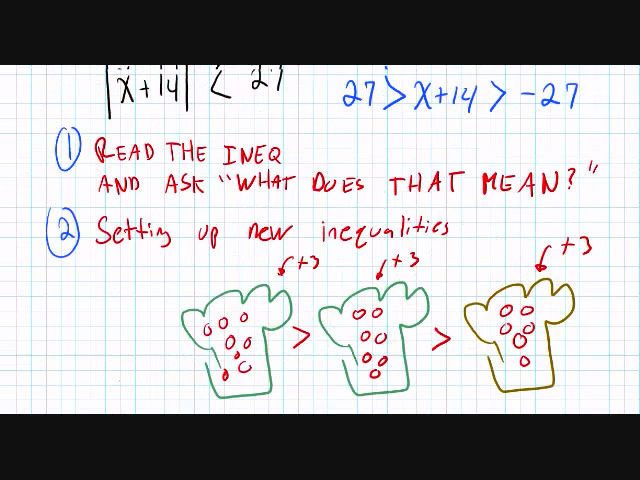 |x+14| < 27
27 > x+14 > -27
① READ THE INEQ
AND ASK "WHAT DOES THAT MEAN?"
② Setting up new inequalities
+3 +3 +3
> >